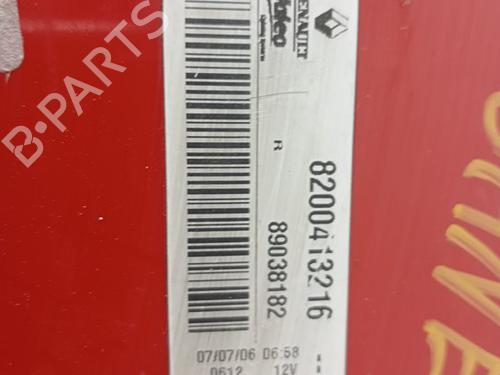 RENAULT
Valeo
R
8200413216
89038182
07/07/06 06:58
0612 12V
B-PARTS